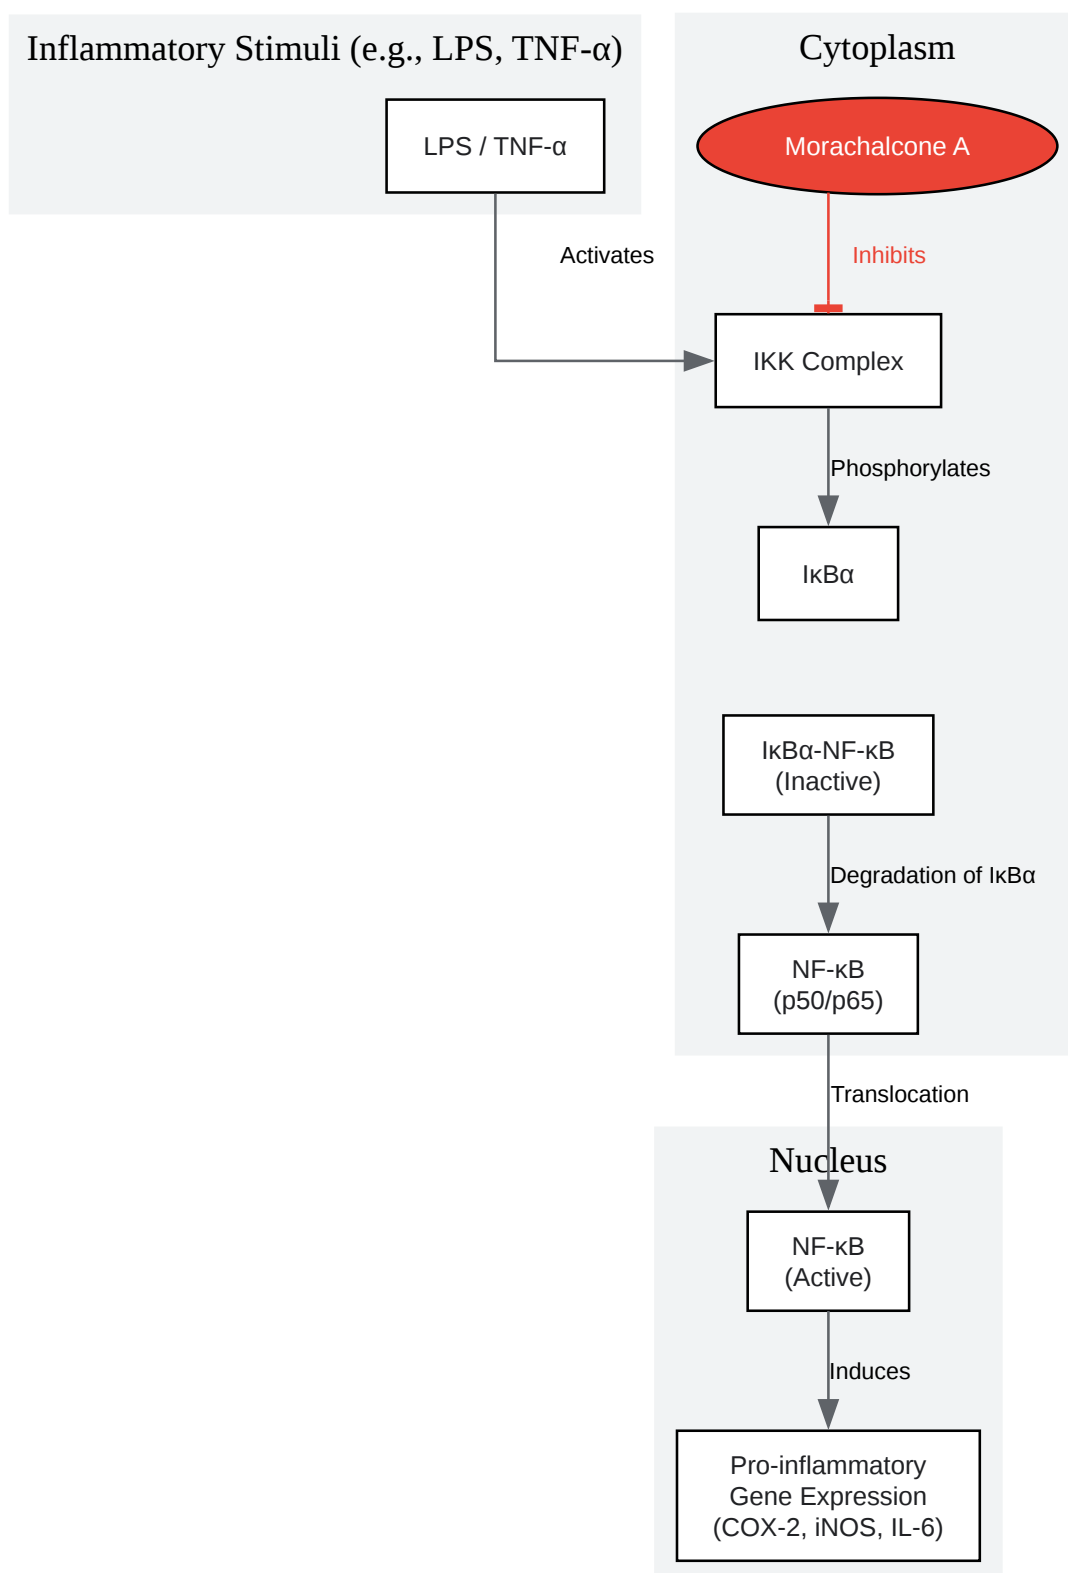 Inflammatory Stimuli (e.g., LPS, TNF-α)
Cytoplasm
LPS / TNF-α
Morachalcone A
Activates
Inhibits
IKK Complex
Phosphorylates
IκBα
IκBα-NF-κB
(Inactive)
Degradation of IκBα
NF-κB
(p50/p65)
Translocation
Nucleus
NF-κB
(Active)
Induces
Pro-inflammatory
Gene Expression
(COX-2, iNOS, IL-6)